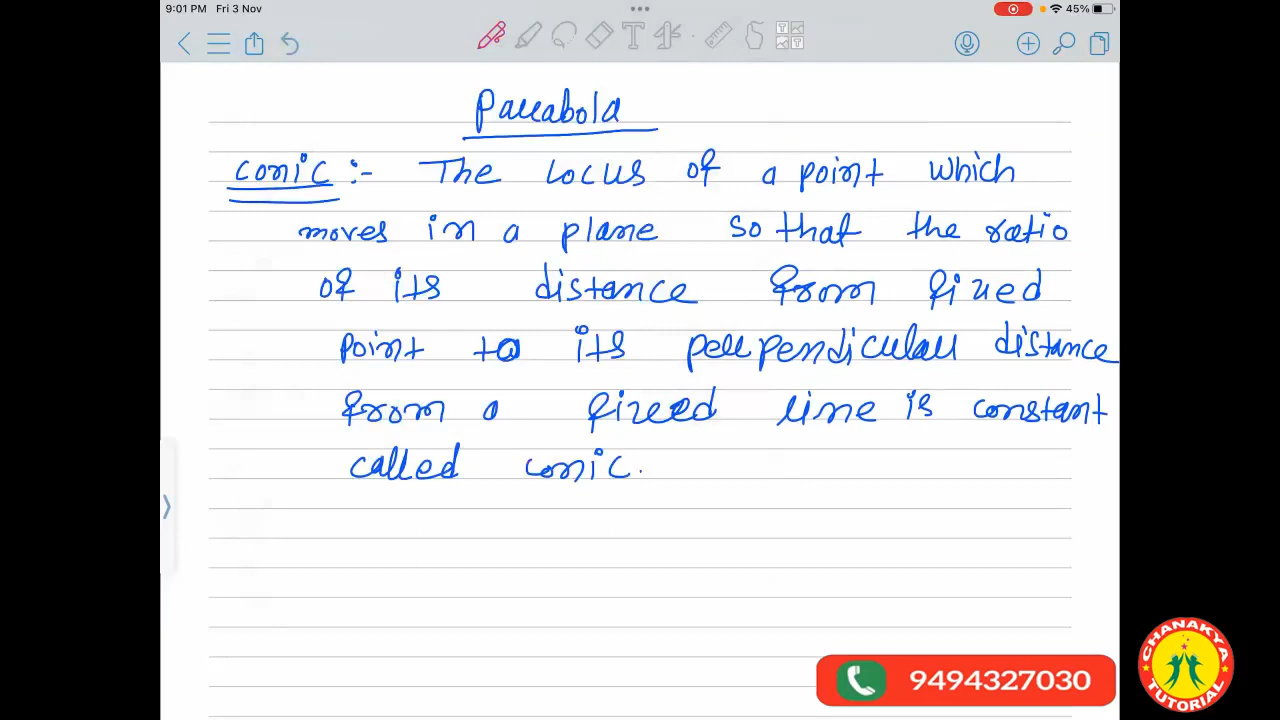 9:01 PM Fri 3 Nov
45%
Parabola
Conic :- The locus of a point which
moves in a plane so that the ratio
of its distance from fixed
point to its perpendicular distance
from a fixed line is constant
called conic.
9494327030
CHANAKYA
TUTORIAL